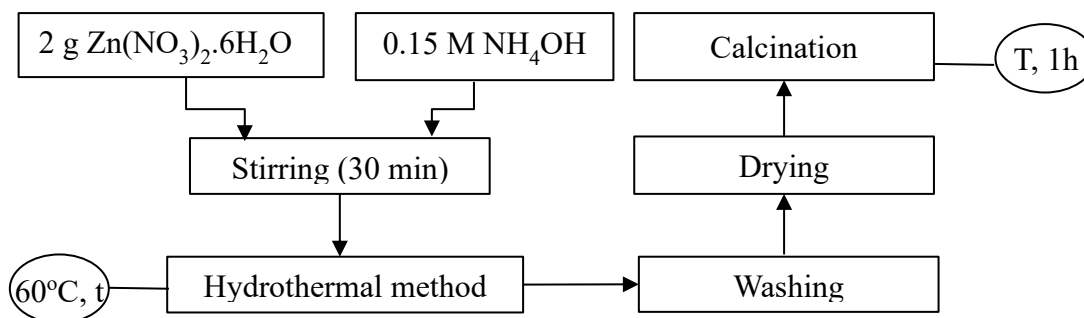 2 g Zn(NO₃)₂.6H₂O
0.15 M NH₄OH
Stirring (30 min)
60°C, t
Hydrothermal method
Washing
Drying
Calcination
T, 1h